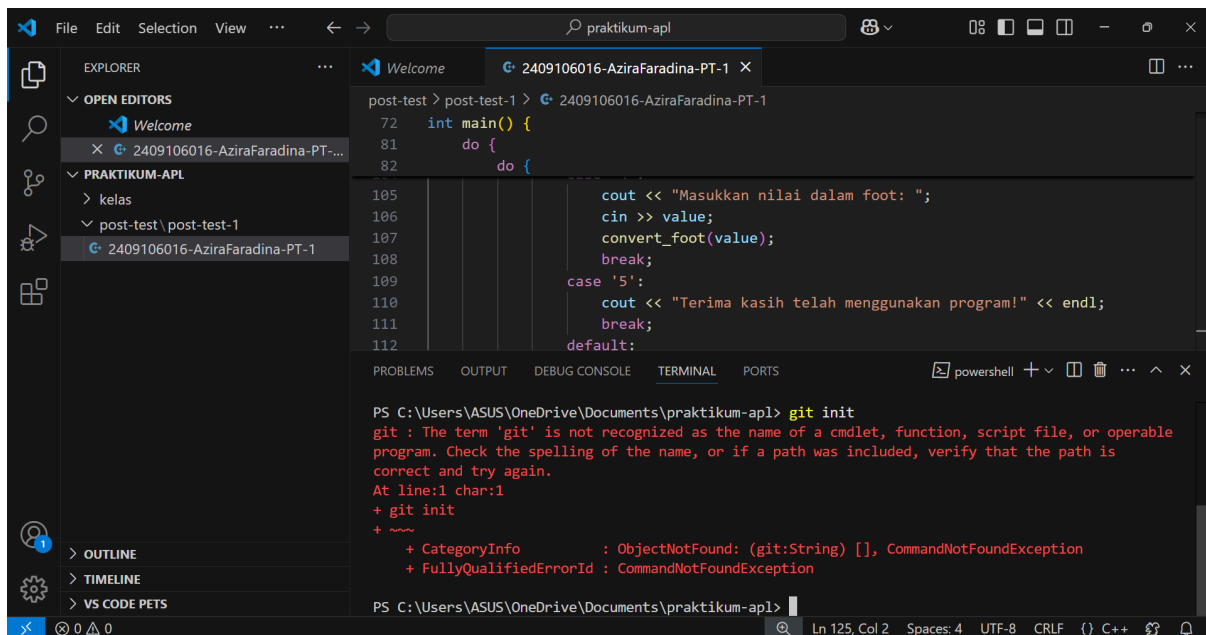 File Edit Selection View ··· praktikum-apl
EXPLORER ···
OPEN EDITORS
Welcome
2409106016-AziraFaradina-PT-...
PRAKTIKUM-APL
kelas
post-test\post-test-1
2409106016-AziraFaradina-PT-1
OUTLINE
TIMELINE
VS CODE PETS
1
Welcome 2409106016-AziraFaradina-PT-1
post-test > post-test-1 > 2409106016-AziraFaradina-PT-1
72 int main() {
81 do {
82 do {
105 cout << "Masukkan nilai dalam foot: ";
106 cin >> value;
107 convert_foot(value);
108 break;
109 case '5':
110 cout << "Terima kasih telah menggunakan program!" << endl;
111 break;
112 default:
PROBLEMS OUTPUT DEBUG CONSOLE TERMINAL PORTS powershell
PS C:\Users\ASUS\OneDrive\Documents\praktikum-apl> git init
git : The term 'git' is not recognized as the name of a cmdlet, function, script file, or operable
program. Check the spelling of the name, or if a path was included, verify that the path is
correct and try again.
At line:1 char:1
+ git init
+ ~~~
+ CategoryInfo : ObjectNotFound: (git:String) [], CommandNotFoundException
+ FullyQualifiedErrorId : CommandNotFoundException
PS C:\Users\ASUS\OneDrive\Documents\praktikum-apl>
0 0 Ln 125, Col 2 Spaces: 4 UTF-8 CRLF {} C++